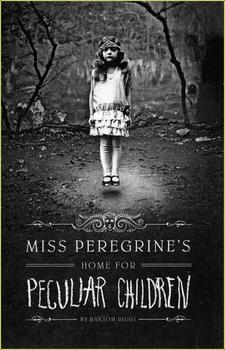 MISS PEREGRINE'S
HOME FOR
PECULIAR CHILDREN
BY RANSOM RIGGS